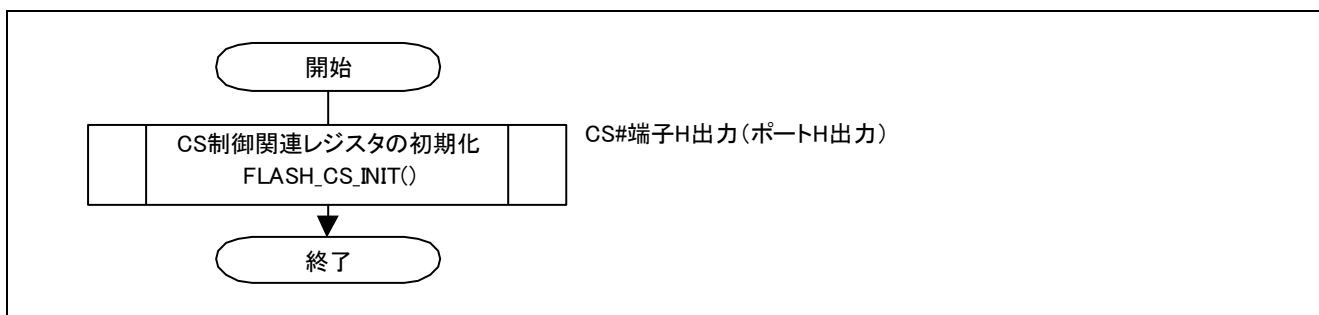 開始
CS制御関連レジスタの初期化
FLASH_CS_INIT()
CS#端子H出力(ポートH出力)
終了